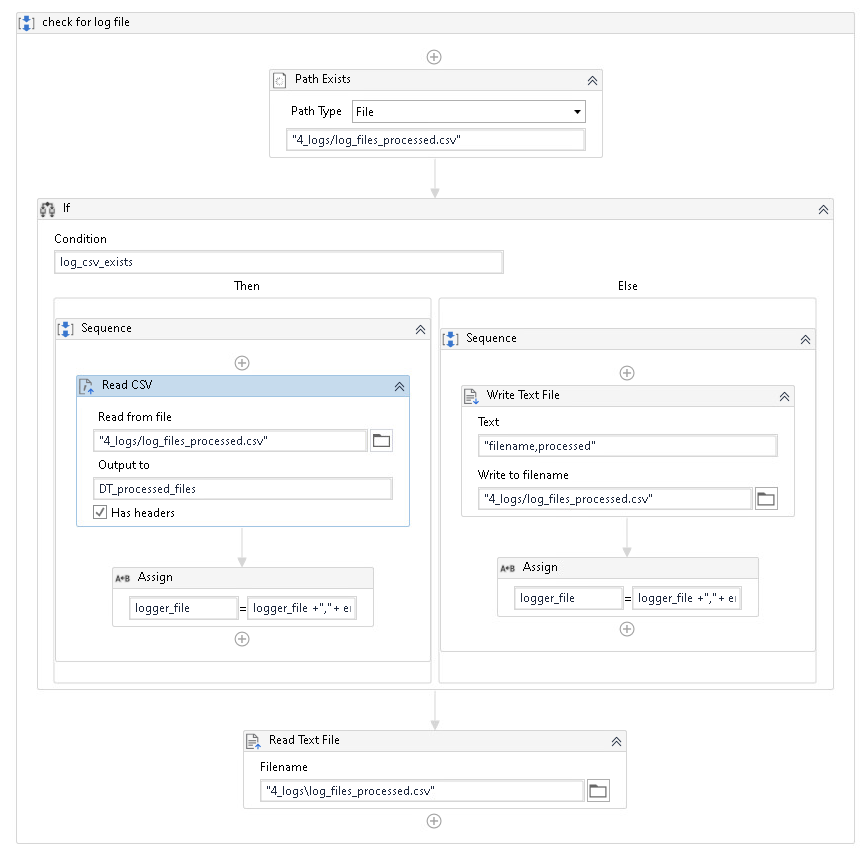 check for log file
Path Exists
Path Type File
"4_logs/log_files_processed.csv"
If
Condition
log_csv_exists
Then
Else
Sequence
Read CSV
Read from file
"4_logs/log_files_processed.csv"
Output to
DT_processed_files
Has headers
A+B Assign
logger_file = logger_file +","+ e
Sequence
Write Text File
Text
"filename,processed"
Write to filename
"4_logs/log_files_processed.csv"
A+B Assign
logger_file = logger_file +","+ e
Read Text File
Filename
"4_logs\log_files_processed.csv"